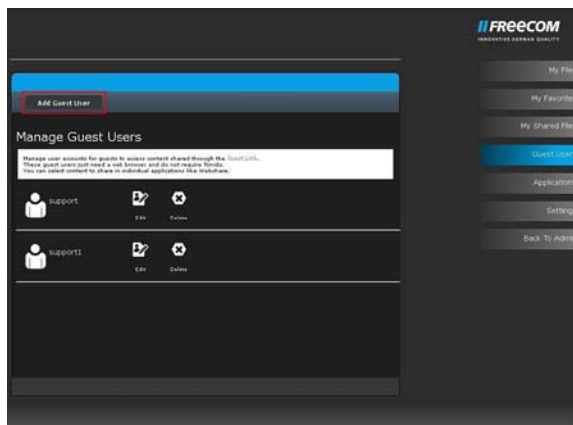 FREECOM
INNOVATIVE GERMAN QUALITY
My File
Add Guest User
My Favorite
My Shared File
Manage Guest Users
Guest User
Manage user accounts for guests to access content shared through the Guest Link.
These guest users just need a web browser and do not require Tonido.
You can select content to share in individual applications like Webshare.
Application
support
Edit
Delete
Setting
Back To Admi
support1
Edit
Delete